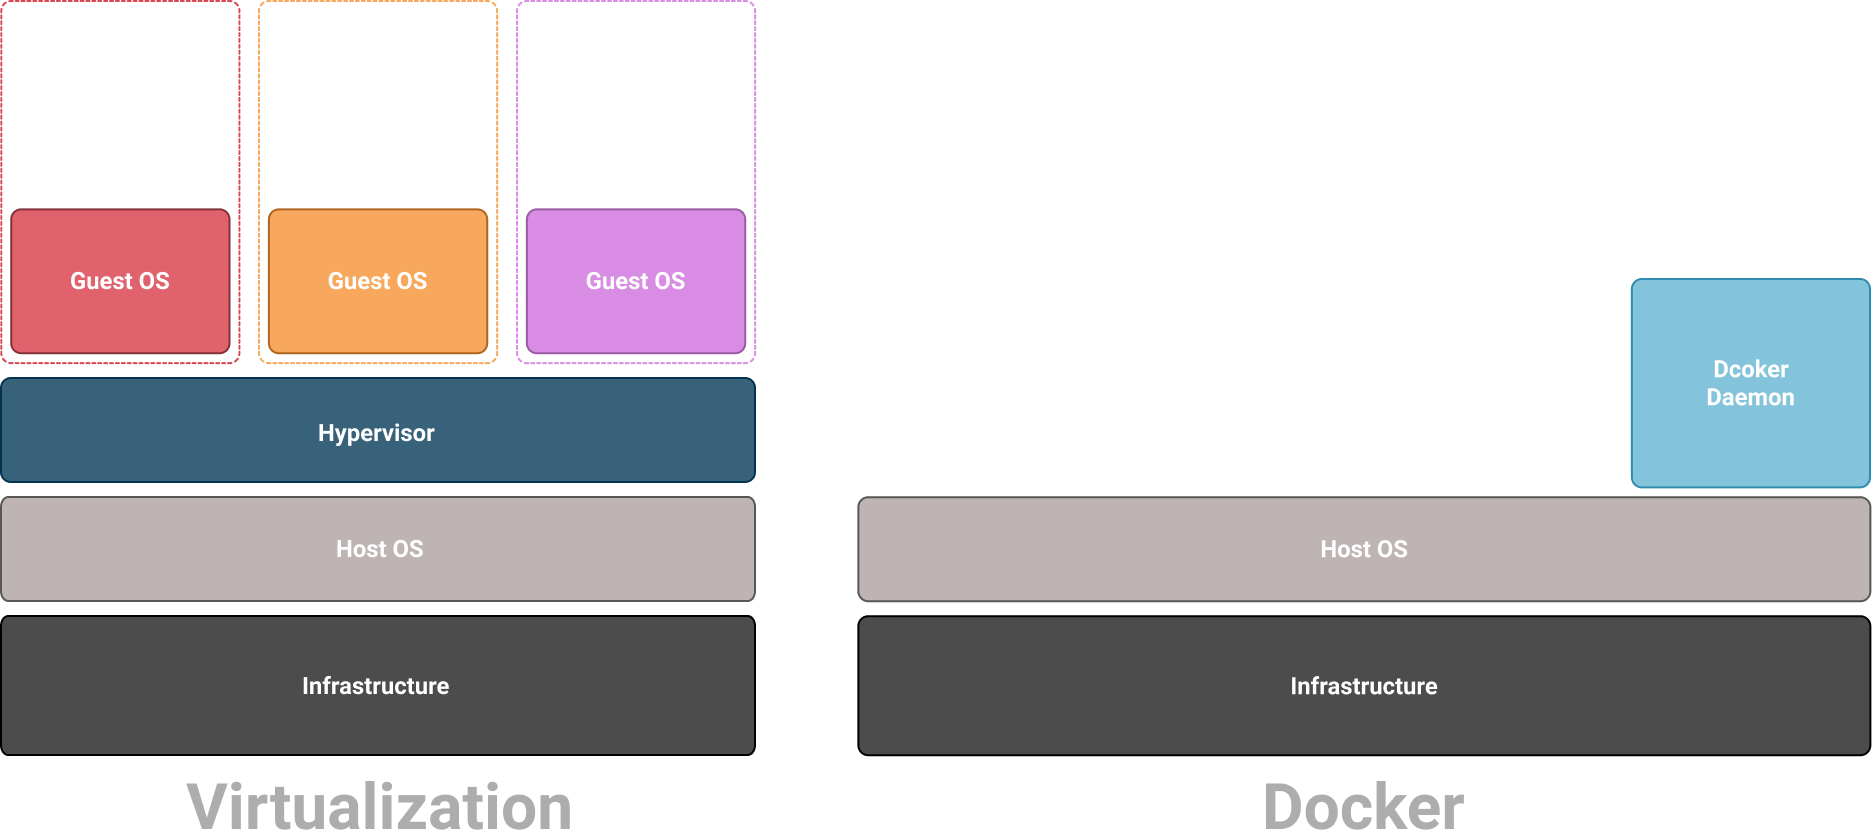 Guest OS
Guest OS
Guest OS
Hypervisor
Host OS
Infrastructure
Virtualization
Dcoker
Daemon
Host OS
Infrastructure
Docker